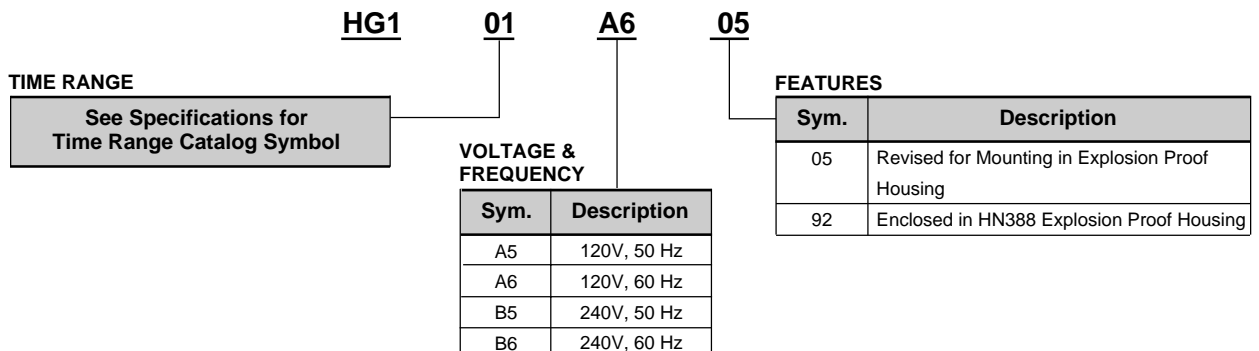 HG1 01 A6 05
TIME RANGE
See Specifications for
Time Range Catalog Symbol
VOLTAGE &
FREQUENCY
Sym. Description
A5 120V, 50 Hz
A6 120V, 60 Hz
B5 240V, 50 Hz
B6 240V, 60 Hz
FEATURES
Sym. Description
05 Revised for Mounting in Explosion Proof
Housing
92 Enclosed in HN388 Explosion Proof Housing